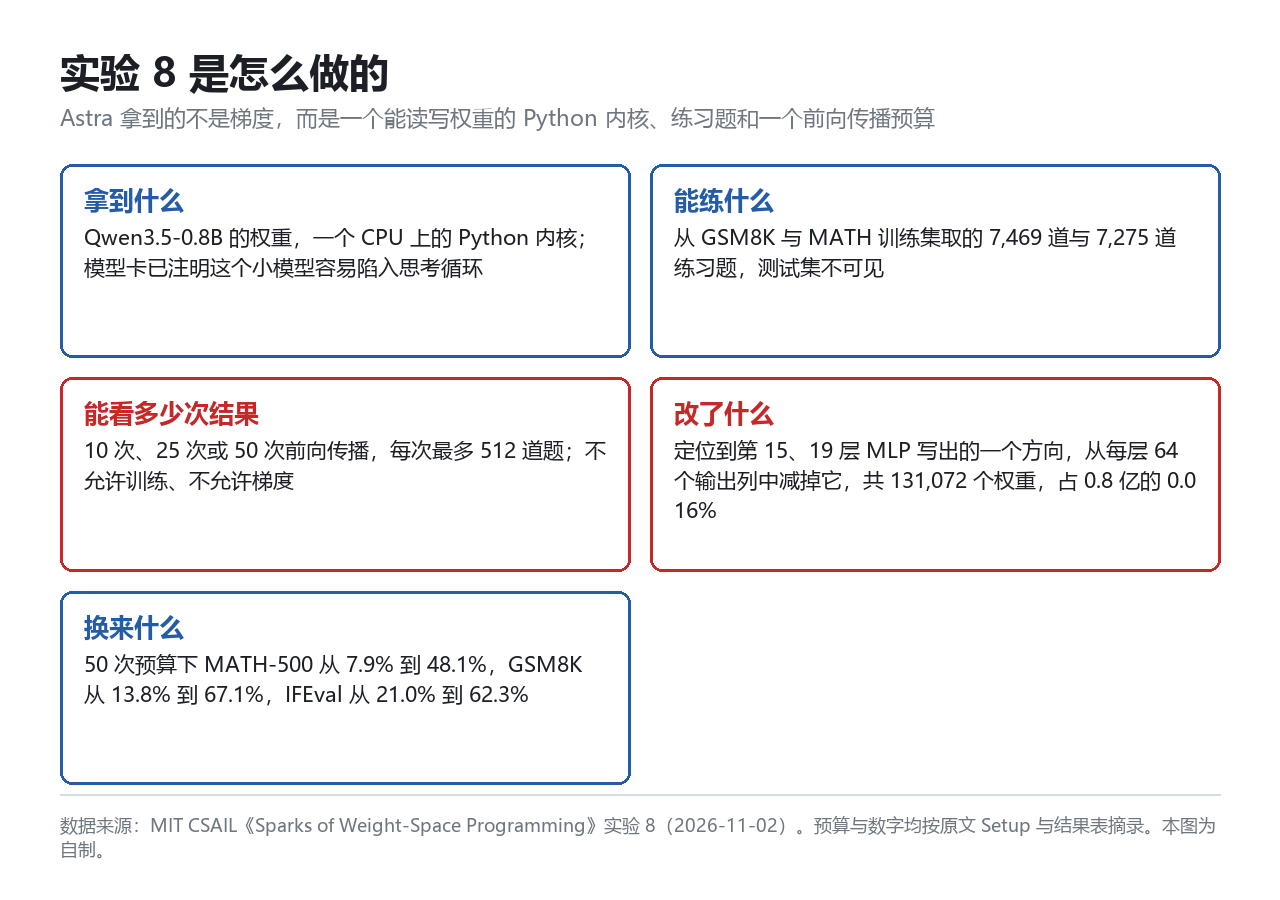 实验 8 是怎么做的
Astra 拿到的不是梯度，而是一个能读写权重的 Python 内核、练习题和一个前向传播预算
拿到什么
Qwen3.5-0.8B 的权重，一个 CPU 上的 Python 内核；
模型卡已注明这个小模型容易陷入思考循环
能练什么
从 GSM8K 与 MATH 训练集取的 7,469 道与 7,275 道
练习题，测试集不可见
能看多少次结果
10 次、25 次或 50 次前向传播，每次最多 512 道题；不
允许训练、不允许梯度
改了什么
定位到第 15、19 层 MLP 写出的一个方向，从每层 64
个输出列中减掉它，共 131,072 个权重，占 0.8 亿的 0.0
16%
换来什么
50 次预算下 MATH-500 从 7.9% 到 48.1%，GSM8K
从 13.8% 到 67.1%，IFEval 从 21.0% 到 62.3%
数据来源：MIT CSAIL《Sparks of Weight-Space Programming》实验 8（2026-11-02）。预算与数字均按原文 Setup 与结果表摘录。本图为
自制。